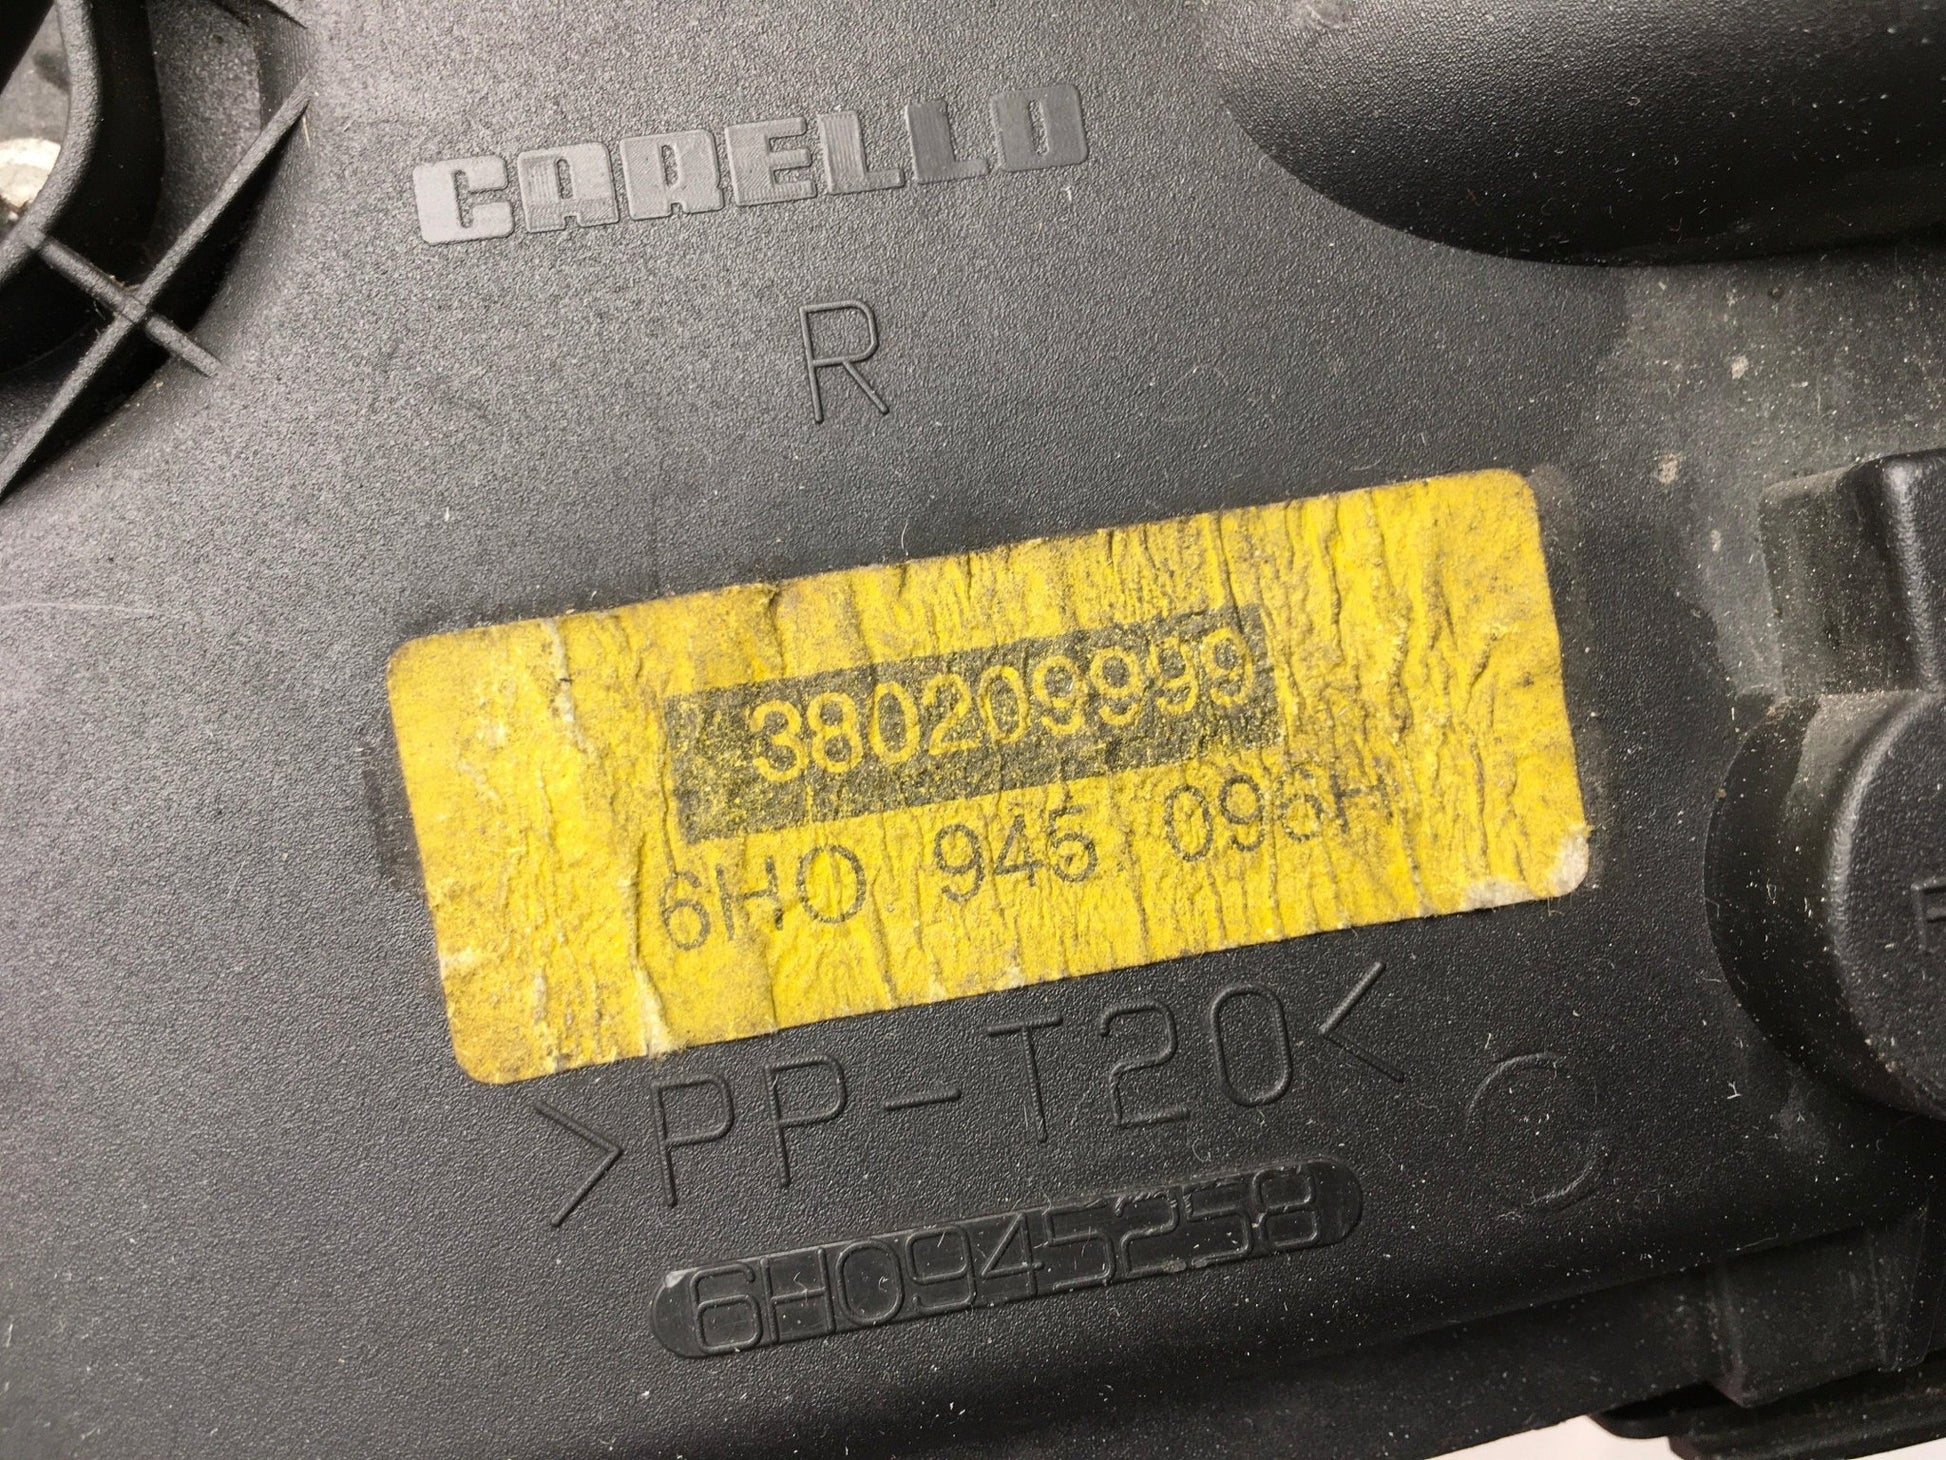 CARELLO
R
380209999
6H0 945 096H
>PP-T20<
6H0945258